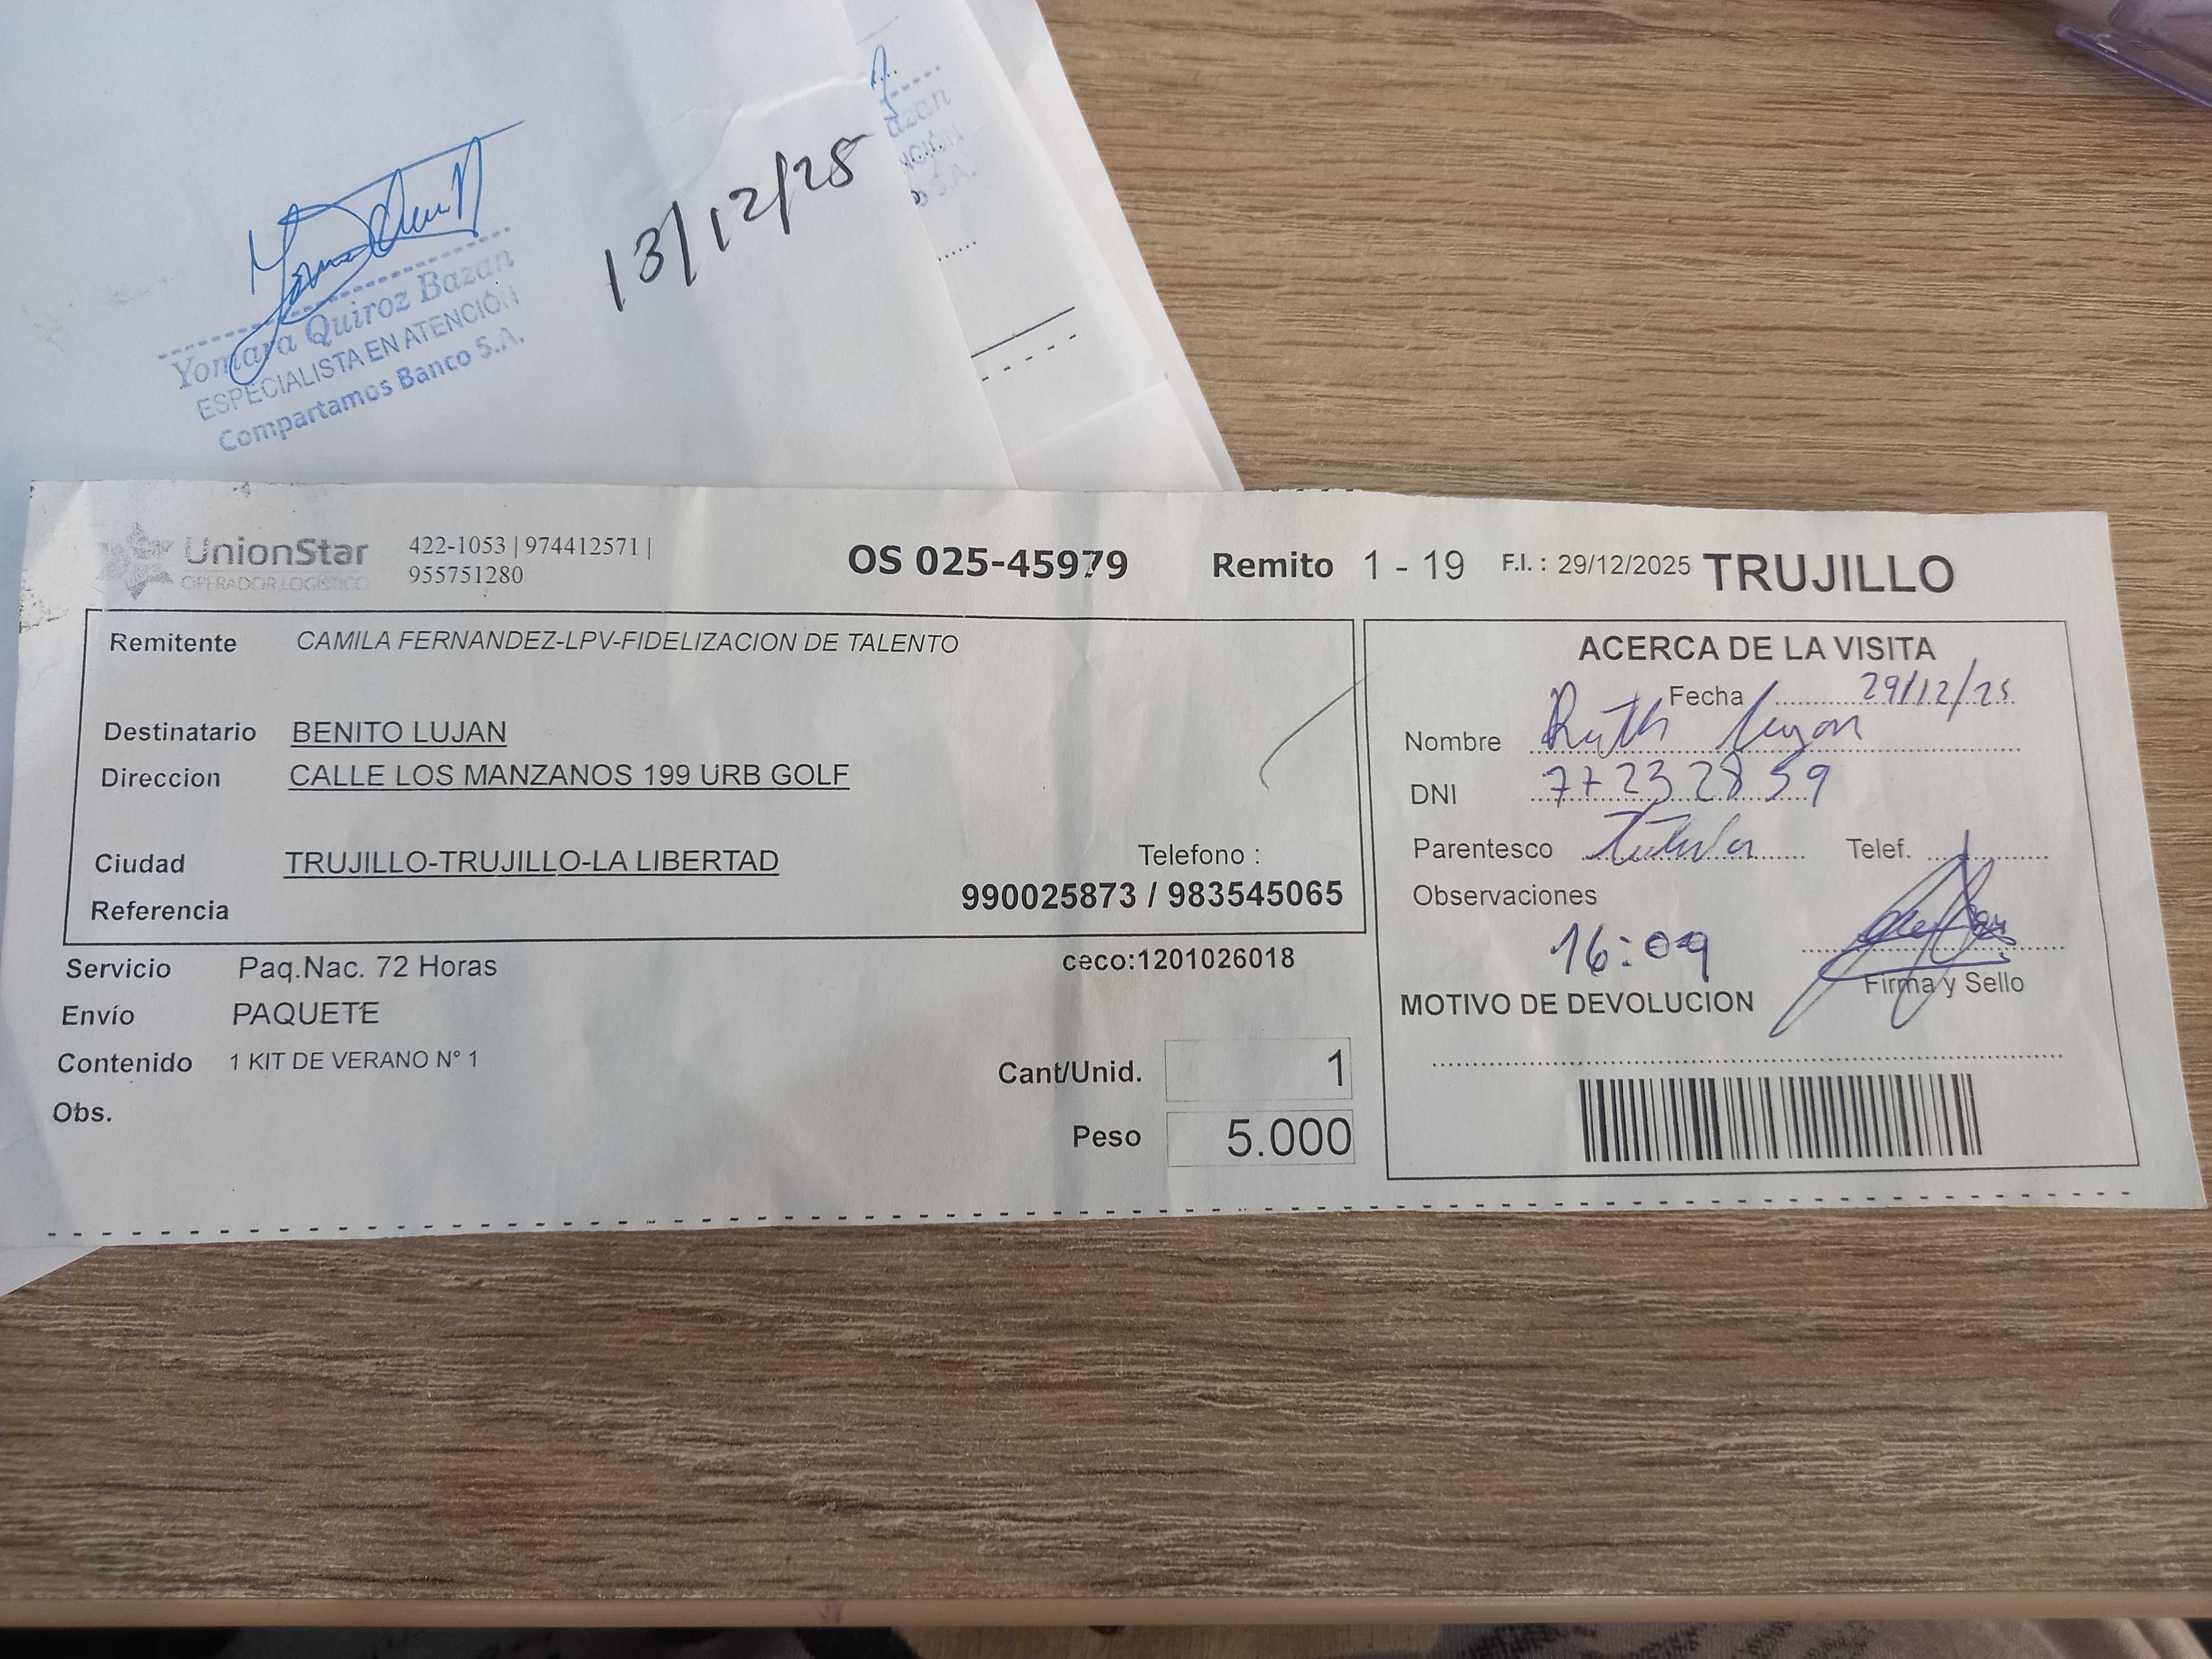 Yomara Quiroz Bazan
ESPECIALISTA EN ATENCIÓN
Compartamos Banco S.A.
13/12/25
azan
NCIÓN
o S.A.
UnionStar
OPERADOR LOGÍSTICO
422-1053 | 974412571 |
955751280
OS 025-45979
Remito 1 - 19
F.I. : 29/12/2025
TRUJILLO
Remitente CAMILA FERNANDEZ-LPV-FIDELIZACION DE TALENTO
Destinatario BENITO LUJAN
Direccion CALLE LOS MANZANOS 199 URB GOLF
Ciudad TRUJILLO-TRUJILLO-LA LIBERTAD
Referencia
Telefono :
990025873 / 983545065
Servicio Paq.Nac. 72 Horas
ceco:1201026018
Envío PAQUETE
Contenido 1 KIT DE VERANO N° 1
Obs.
Cant/Unid. 1
Peso 5.000
ACERCA DE LA VISITA
Fecha 29/12/25
Nombre Ruth
DNI 77232859
Parentesco Telef.
Observaciones
16:09
Firma y Sello
MOTIVO DE DEVOLUCION